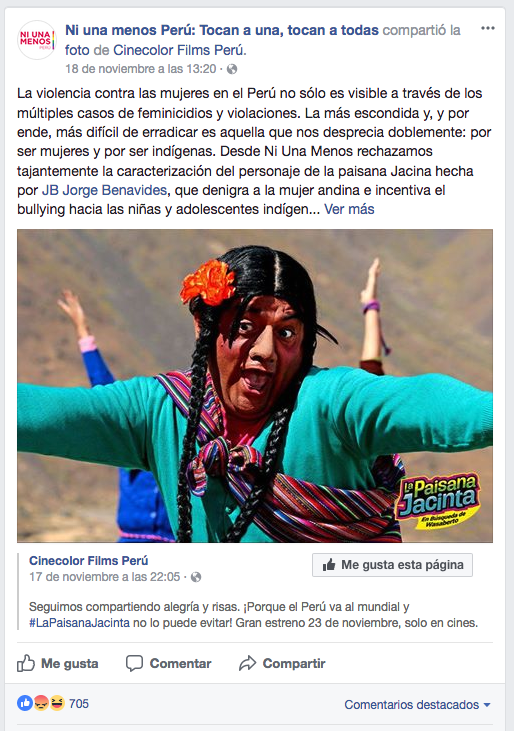 NI UNA
MENOS
PERÚ
Ni una menos Perú: Tocan a una, tocan a todas compartió la
foto de Cinecolor Films Perú.
18 de noviembre a las 13:20 ·
La violencia contra las mujeres en el Perú no sólo es visible a través de los
múltiples casos de feminicidios y violaciones. La más escondida y, y por
ende, más difícil de erradicar es aquella que nos desprecia doblemente: por
ser mujeres y por ser indígenas. Desde Ni Una Menos rechazamos
tajantemente la caracterización del personaje de la paisana Jacina hecha
por JB Jorge Benavides, que denigra a la mujer andina e incentiva el
bullying hacia las niñas y adolescentes indígen... Ver más
La
Paisana
Jacinta
En Búsqueda de
Wasaberto
Cinecolor Films Perú
17 de noviembre a las 22:05 ·
Me gusta esta página
Seguimos compartiendo alegría y risas. ¡Porque el Perú va al mundial y
#LaPaisanaJacinta no lo puede evitar! Gran estreno 23 de noviembre, solo en cines.
Me gusta Comentar Compartir
705 Comentarios destacados